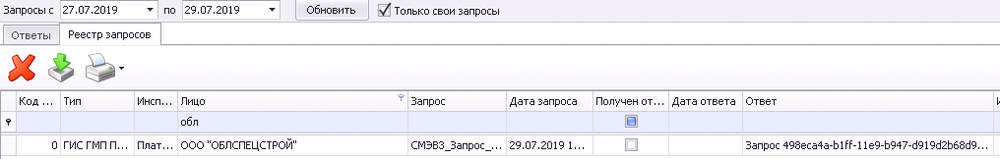 Запросы с 27.07.2019 по 29.07.2019 Обновить Только свои запросы
Ответы Реестр запросов
Код ... Тип Инсп... Лицо Запрос Дата запроса Получен от... Дата ответа Ответ
обл
0 ГИС ГМП П... Плат... ООО "ОБЛСПЕЦСТРОЙ" СМЭВ3_Запрос_... 29.07.2019 1... Запрос 498eca4a-b1ff-11e9-b947-d919d2b68d9...